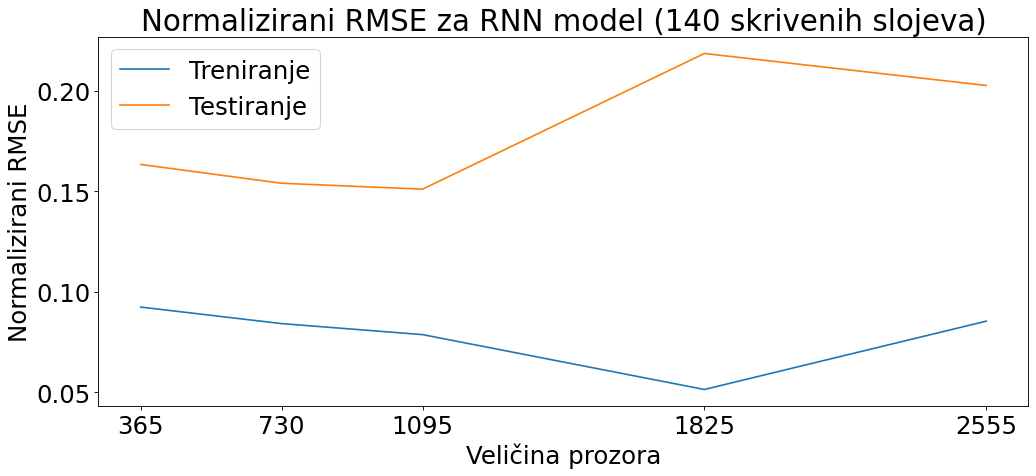 Normalizirani RMSE za RNN model (140 skrivenih slojeva)
Treniranje
Testiranje
Normalizirani RMSE
0.20
0.15
0.10
0.05
365 730 1095 1825 2555
Veličina prozora